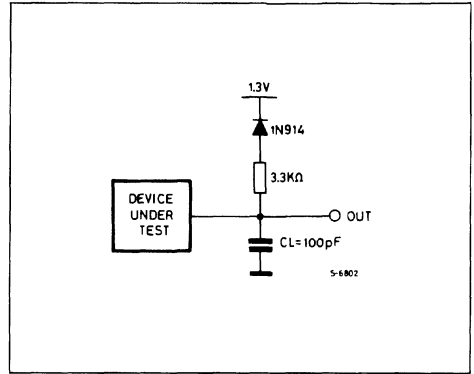 1.3V
1N914
3.3KΩ
DEVICE
UNDER
TEST
OUT
CL=100pF
S-6802